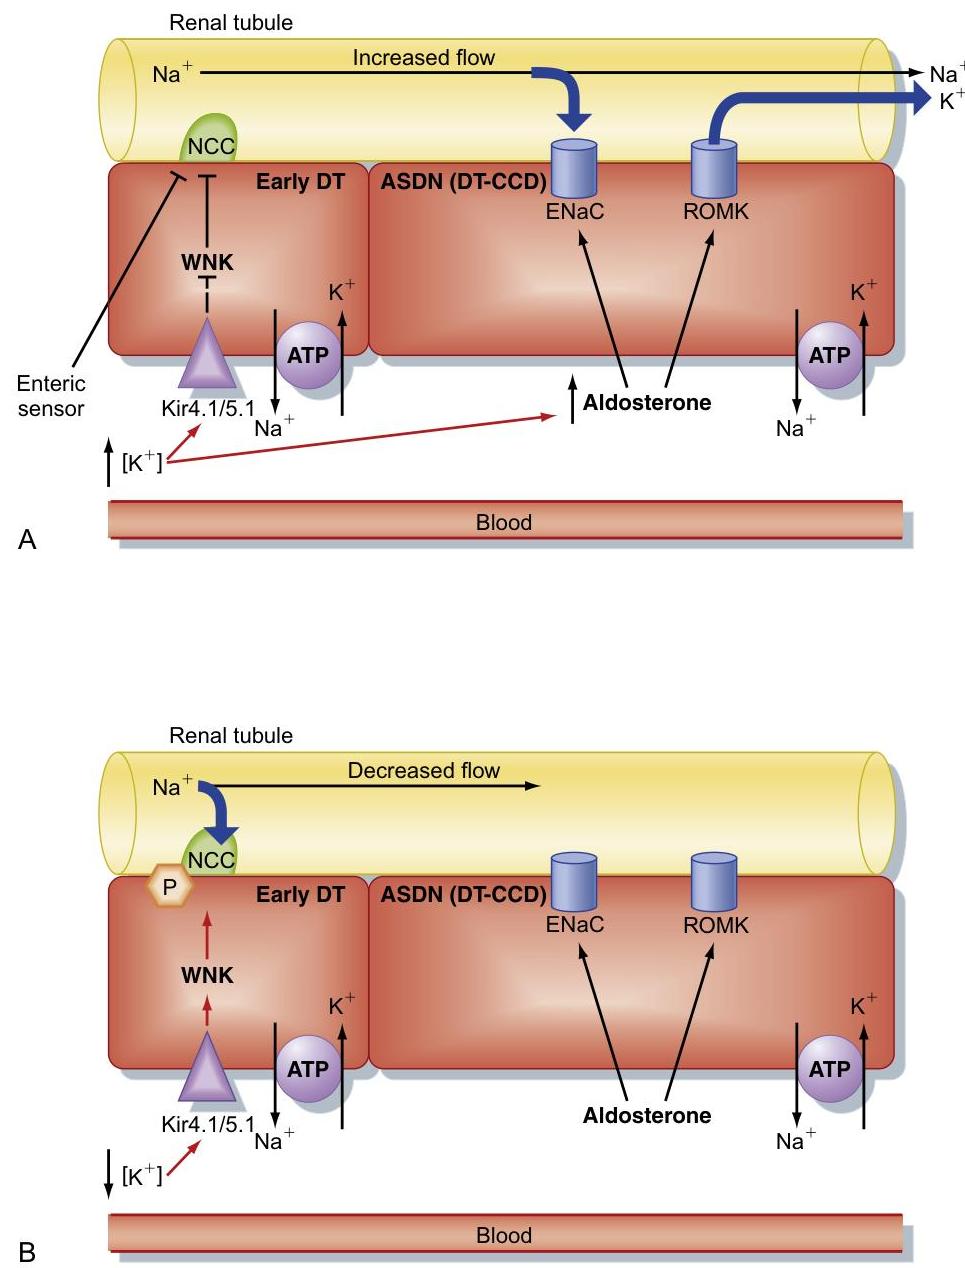 Renal tubule
Na⁺ Increased flow Na⁺
K⁺
NCC
Early DT ASDN (DT-CCD)
ENaC ROMK
WNK
K⁺ K⁺
ATP ATP
Enteric
sensor
Kir4.1/5.1 Aldosterone
Na⁺ Na⁺
[K⁺]
Blood
A
Renal tubule
Na⁺ Decreased flow
NCC
P
Early DT ASDN (DT-CCD)
ENaC ROMK
WNK
K⁺ K⁺
ATP ATP
Kir4.1/5.1 Aldosterone
Na⁺ Na⁺
[K⁺]
Blood
B